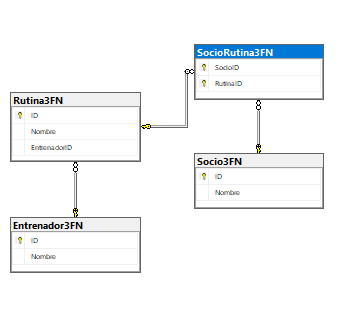 SocioRutina3FN
SocioID
RutinaID
Rutina3FN
ID
Nombre
EntrenadorID
Socio3FN
ID
Nombre
Entrenador3FN
ID
Nombre